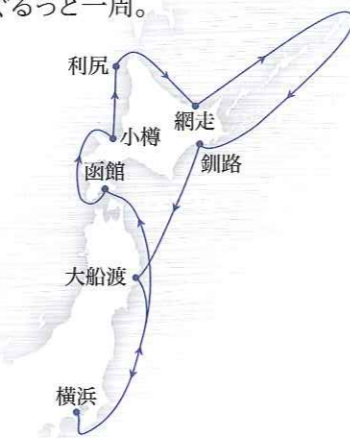 ぐるっと一周。
利尻
網走
小樽
釧路
函館
大船渡
横浜